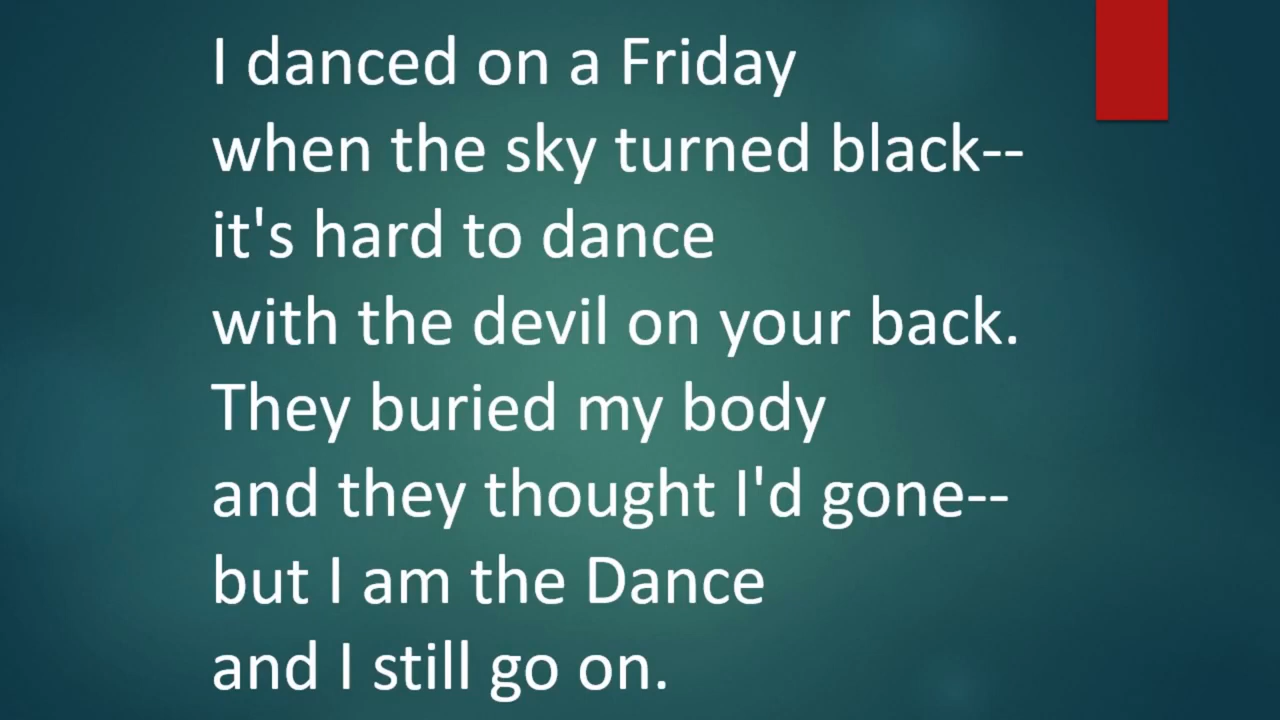 I danced on a Friday
when the sky turned black--
it's hard to dance
with the devil on your back.
They buried my body
and they thought I'd gone--
but I am the Dance
and I still go on.